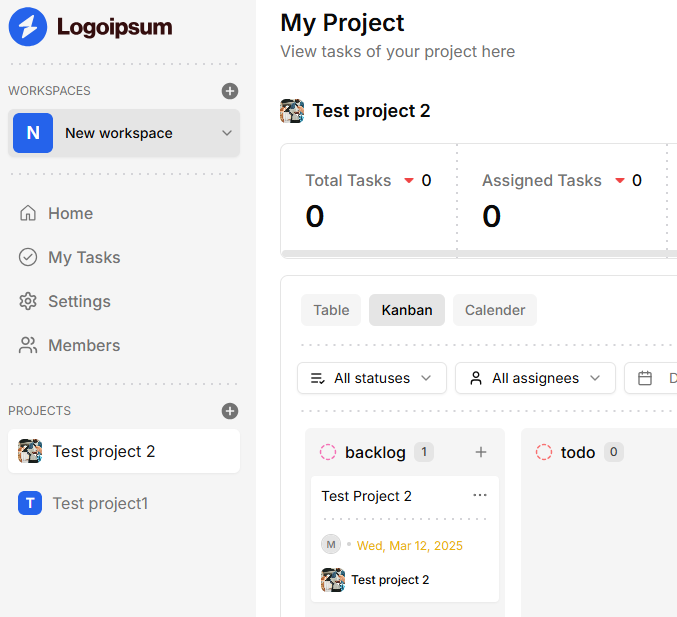 Logoipsum
WORKSPACES
N New workspace
Home
My Tasks
Settings
Members
PROJECTS
Test project 2
T Test project1
My Project
View tasks of your project here
Test project 2
Total Tasks 0
0
Assigned Tasks 0
0
Table Kanban Calender
All statuses All assignees D
backlog 1
Test Project 2
M Wed, Mar 12, 2025
Test project 2
todo 0